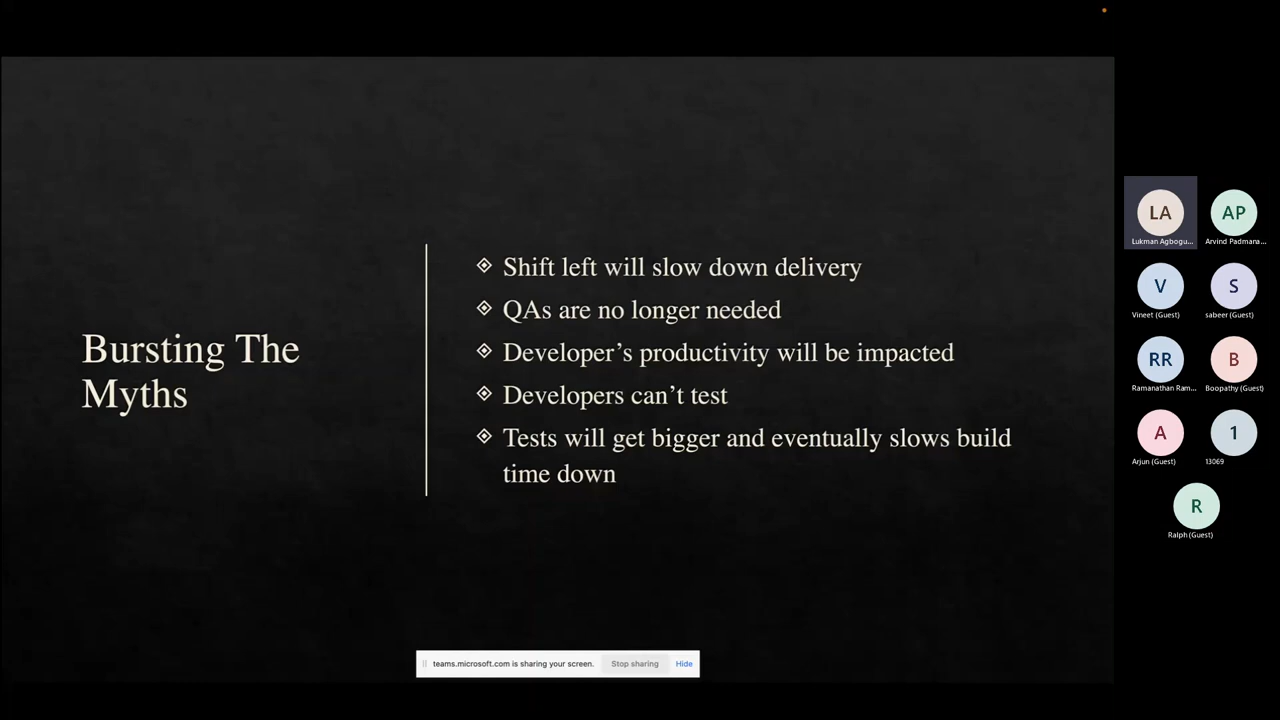 Bursting The
Myths
Shift left will slow down delivery
QAs are no longer needed
Developer’s productivity will be impacted
Developers can’t test
Tests will get bigger and eventually slows build
time down
teams.microsoft.com is sharing your screen. Stop sharing Hide
LA AP
Lukman Agbogu... Arvind Padmana...
V S
Vineet (Guest) sabeer (Guest)
RR B
Ramanathan Ram... Boopathy (Guest)
A 1
Arjun (Guest) 13069
R
Ralph (Guest)